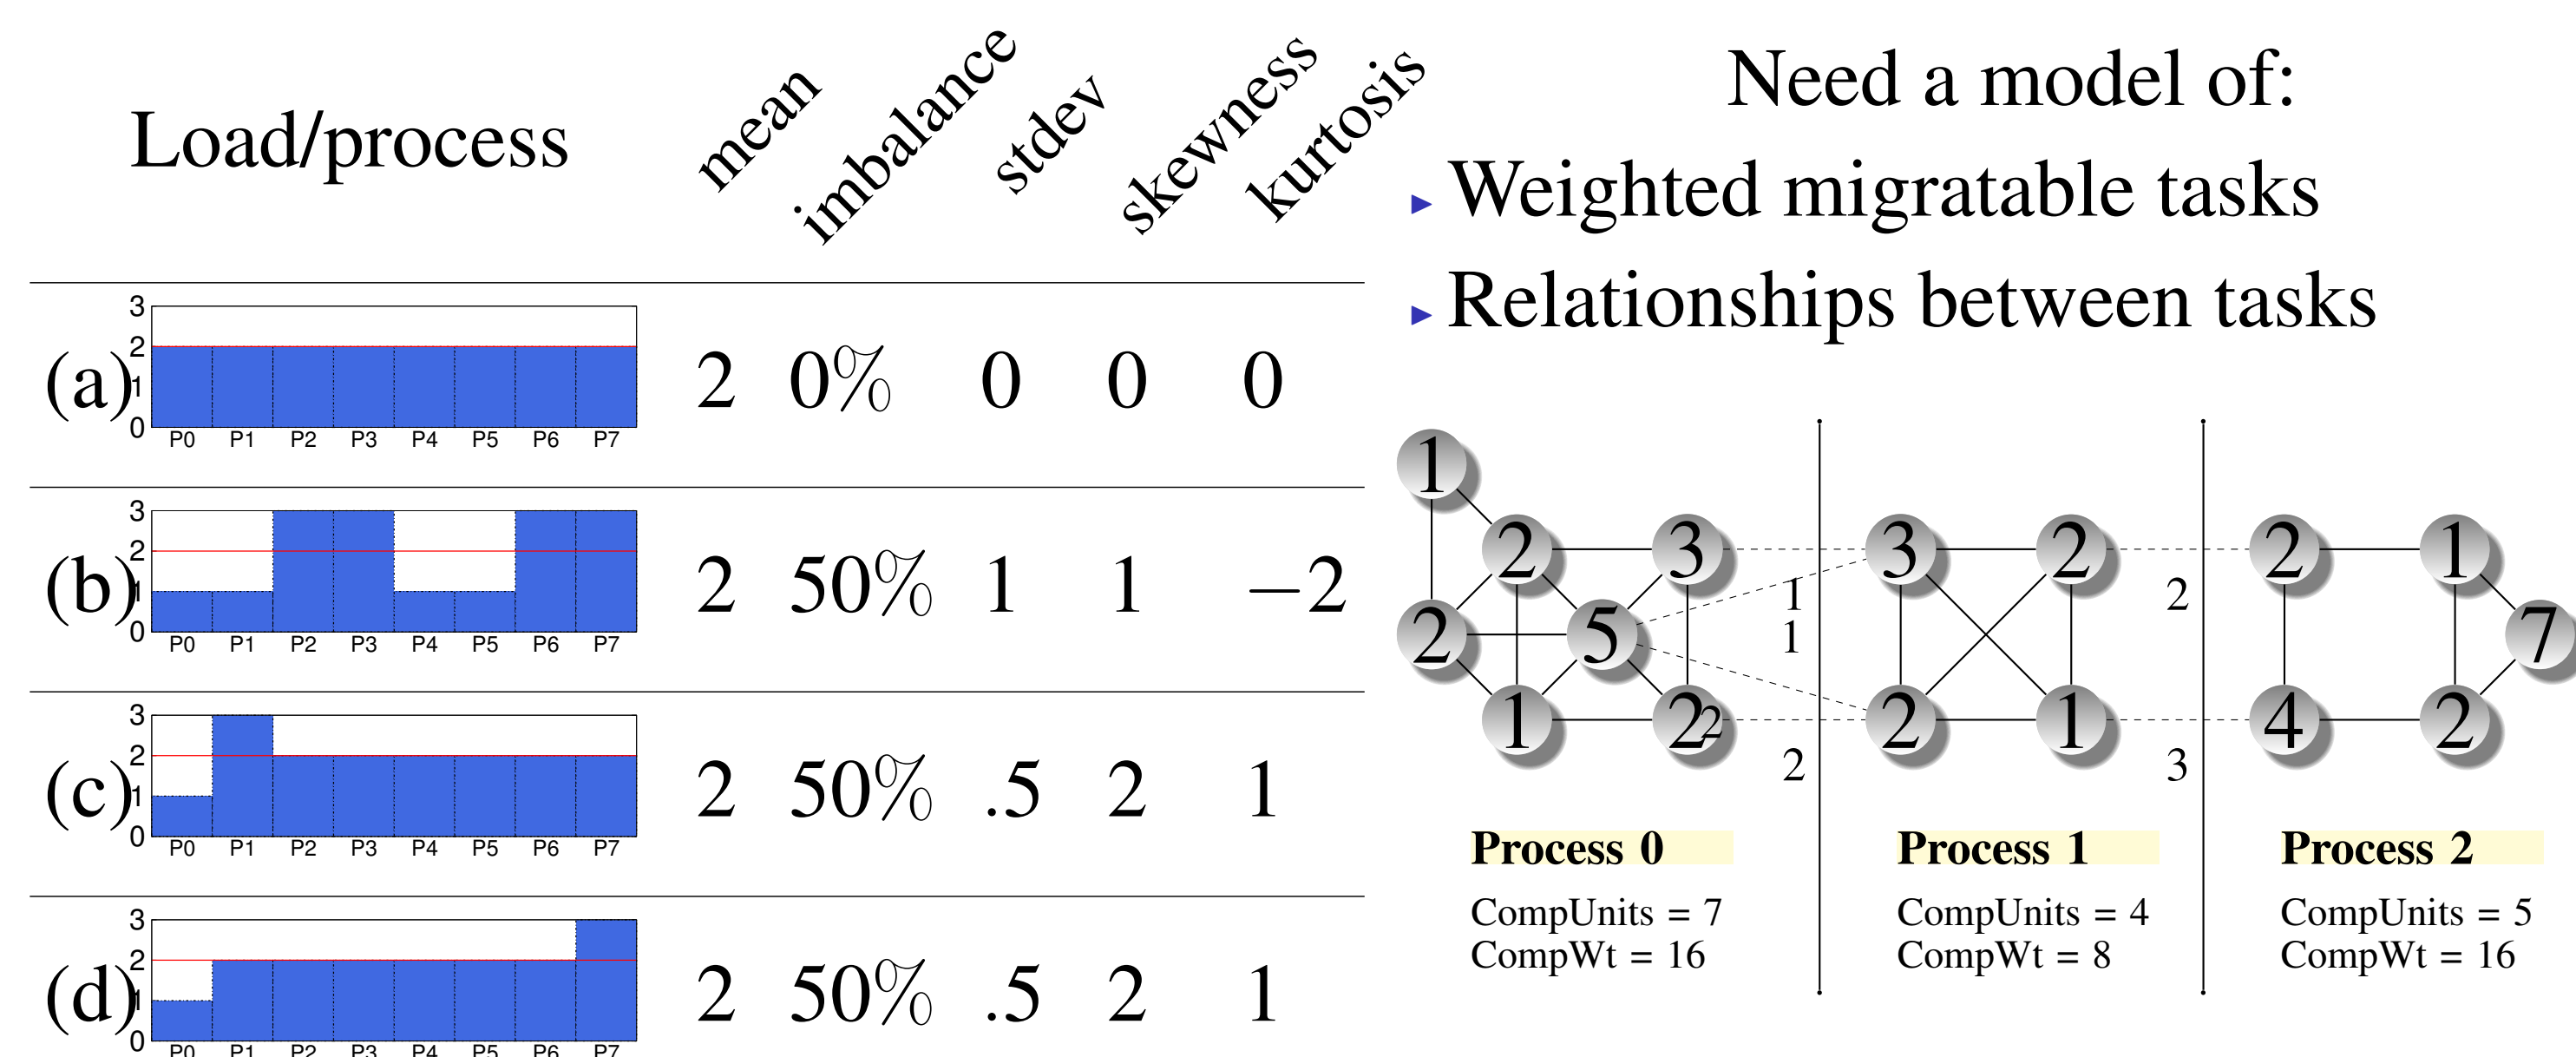 Load/process
mean
imbalance
stdev
skewness
kurtosis
(a)
3
2
1
0
P0 P1 P2 P3 P4 P5 P6 P7
2 0% 0 0 0
(b)
3
2
1
0
P0 P1 P2 P3 P4 P5 P6 P7
2 50% 1 1 −2
(c)
3
2
1
0
P0 P1 P2 P3 P4 P5 P6 P7
2 50% .5 2 1
(d)
3
2
1
0
P0 P1 P2 P3 P4 P5 P6 P7
2 50% .5 2 1
Need a model of:
▸ Weighted migratable tasks
▸ Relationships between tasks
1
2 3 3 2 2 1
1 2
2 5 1 7
1 2 2 2 1 4 2
2 3
Process 0
CompUnits = 7
CompWt = 16
Process 1
CompUnits = 4
CompWt = 8
Process 2
CompUnits = 5
CompWt = 16